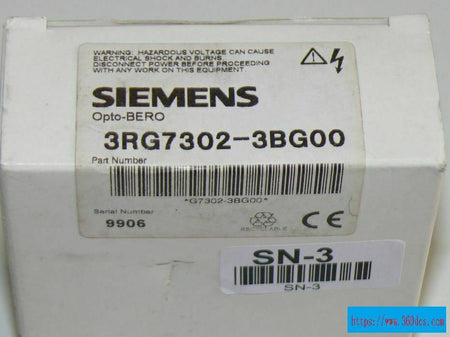 WARNING: HAZARDOUS VOLTAGE CAN CAUSE
ELECTRICAL SHOCK AND BURNS.
DISCONNECT POWER BEFORE PROCEEDING
WITH ANY WORK ON THIS EQUIPMENT.
SIEMENS
Opto-BERO
3RG7302-3BG00
Part Number
*G7302-3BG00*
Serial Number
9906
RECYCLABLE
CE
SN-3
SN-3
https://www.360dcs.com